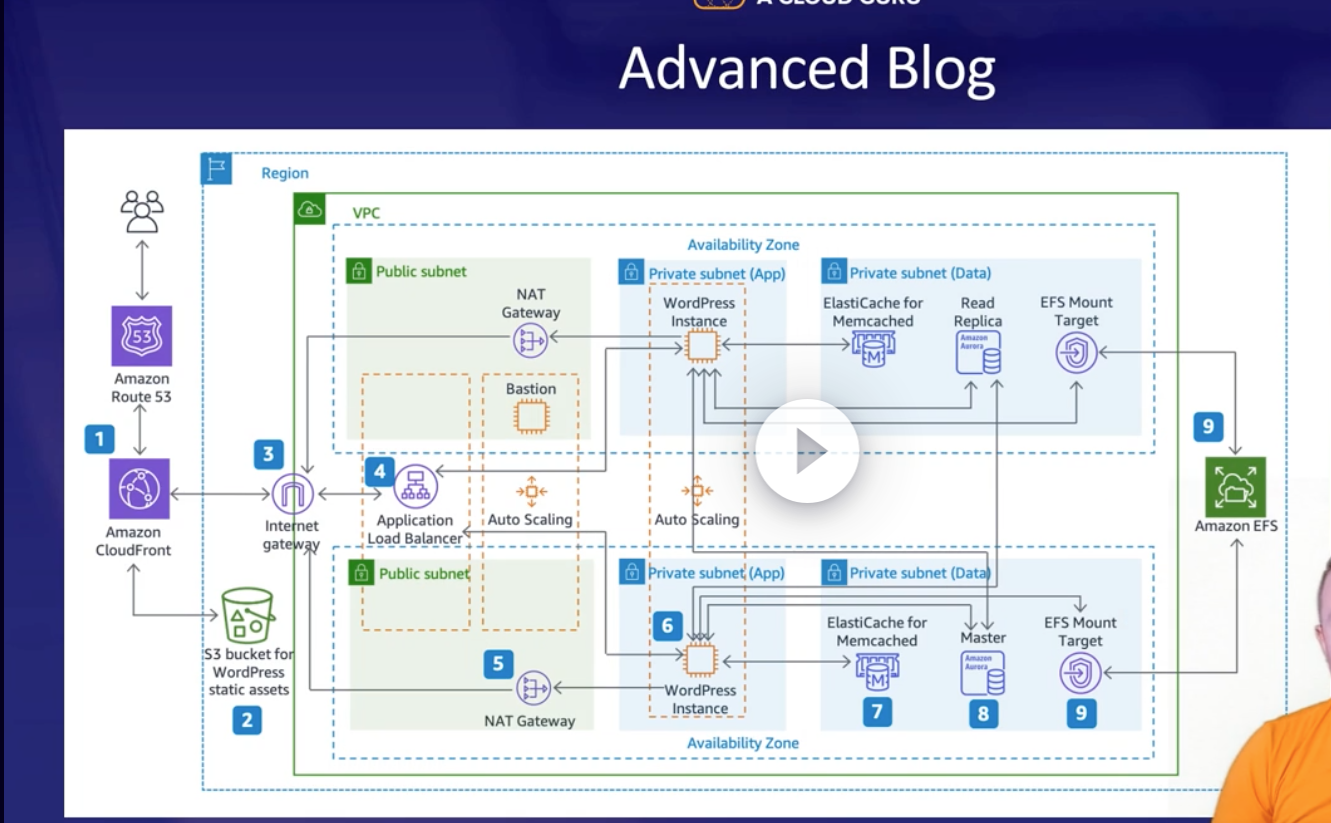 A CLOUD GURU
Advanced Blog
Region
VPC
Availability Zone
Public subnet
Private subnet (App)
Private subnet (Data)
NAT
Gateway
WordPress
Instance
ElastiCache for
Memcached
Read
Replica
EFS Mount
Target
53
M
Amazon
Aurora
Amazon
Route 53
Bastion
1
3
4
9
Amazon
CloudFront
Internet
gateway
Application
Load Balancer
Auto Scaling
Auto Scaling
Amazon EFS
Public subnet
Private subnet (App)
Private subnet (Data)
S3 bucket for
WordPress
static assets
2
5
NAT Gateway
6
WordPress
Instance
ElastiCache for
Memcached
M
7
Master
Amazon
Aurora
8
EFS Mount
Target
9
Availability Zone